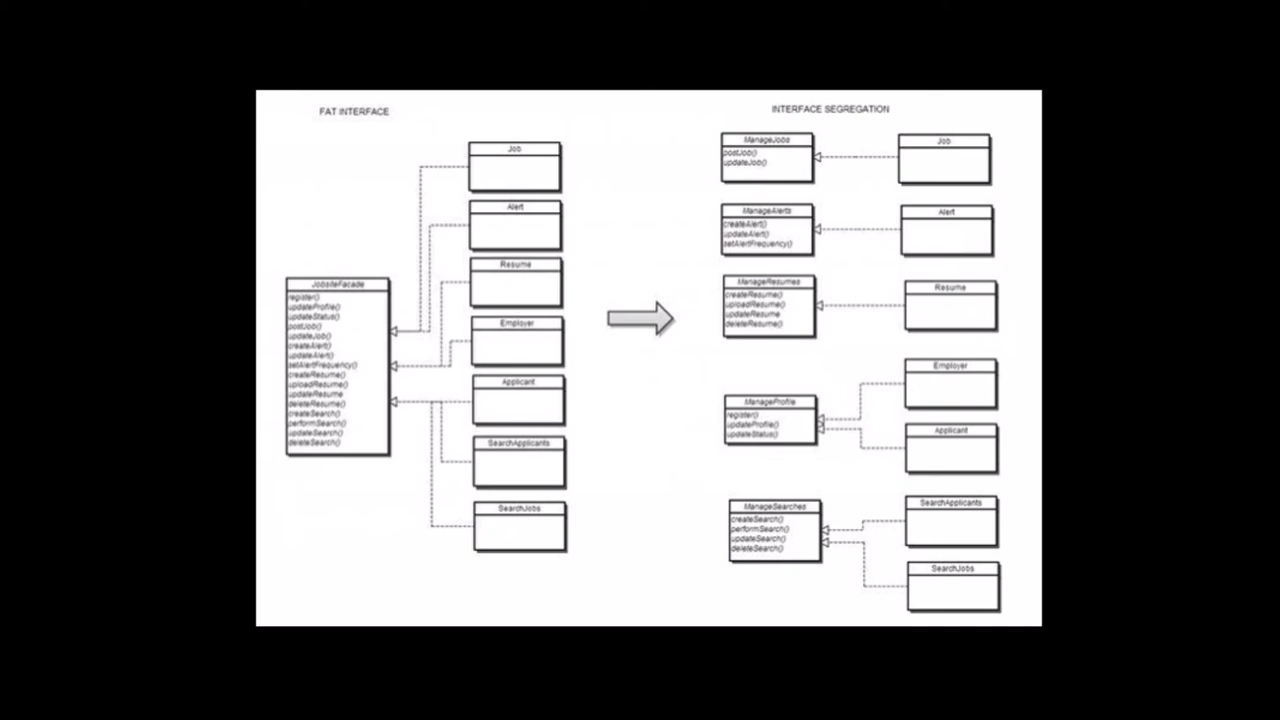 FAT INTERFACE
JobsiteFacade
register()
updateProfile()
updateStatus()
postJob()
updateJob()
createAlert()
updateAlert()
setAlertFrequency()
createResume()
uploadResume()
updateResume
deleteResume()
createSearch()
performSearch()
updateSearch()
deleteSearch()
Job
Alert
Resume
Employer
Applicant
SearchApplicants
SearchJobs
INTERFACE SEGREGATION
ManageJobs
postJob()
updateJob()
Job
ManageAlerts
createAlert()
updateAlert()
setAlertFrequency()
Alert
ManageResumes
createResume()
uploadResume()
updateResume
deleteResume()
Resume
ManageProfile
register()
updateProfile()
updateStatus()
Employer
Applicant
ManageSearches
createSearch()
performSearch()
updateSearch()
deleteSearch()
SearchApplicants
SearchJobs